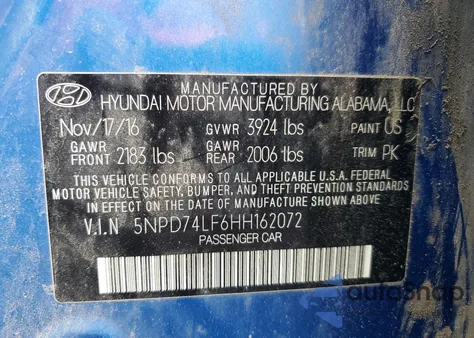 MANUFACTURED BY
HYUNDAI MOTOR MANUFACTURING ALABAMA, LLC
Nov/17/16 GVWR 3924 lbs PAINT US
GAWR FRONT 2183 lbs GAWR REAR 2006 lbs TRIM PK
THIS VEHICLE CONFORMS TO ALL APPLICABLE U.S.A FEDERAL
MOTOR VEHICLE SAFETY, BUMPER, AND THEFT PREVENTION STANDARDS
IN EFFECT ON THE DATE OF MANUFACTURE SHOWN ABOVE.
V.I.N 5NPD74LF6HH162072
PASSENGER CAR
autoSnap